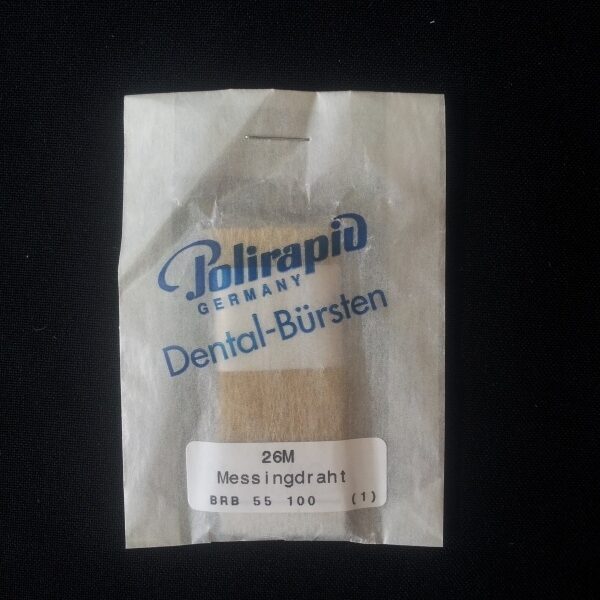 Polirapid
GERMANY
Dental-Bürsten
26M
Messingdraht
BRB 55 100 (1)